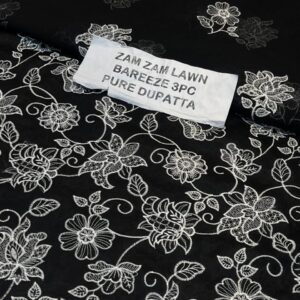 ZAM ZAM LAWN
BAREEZE 3PC
PURE DUPATTA